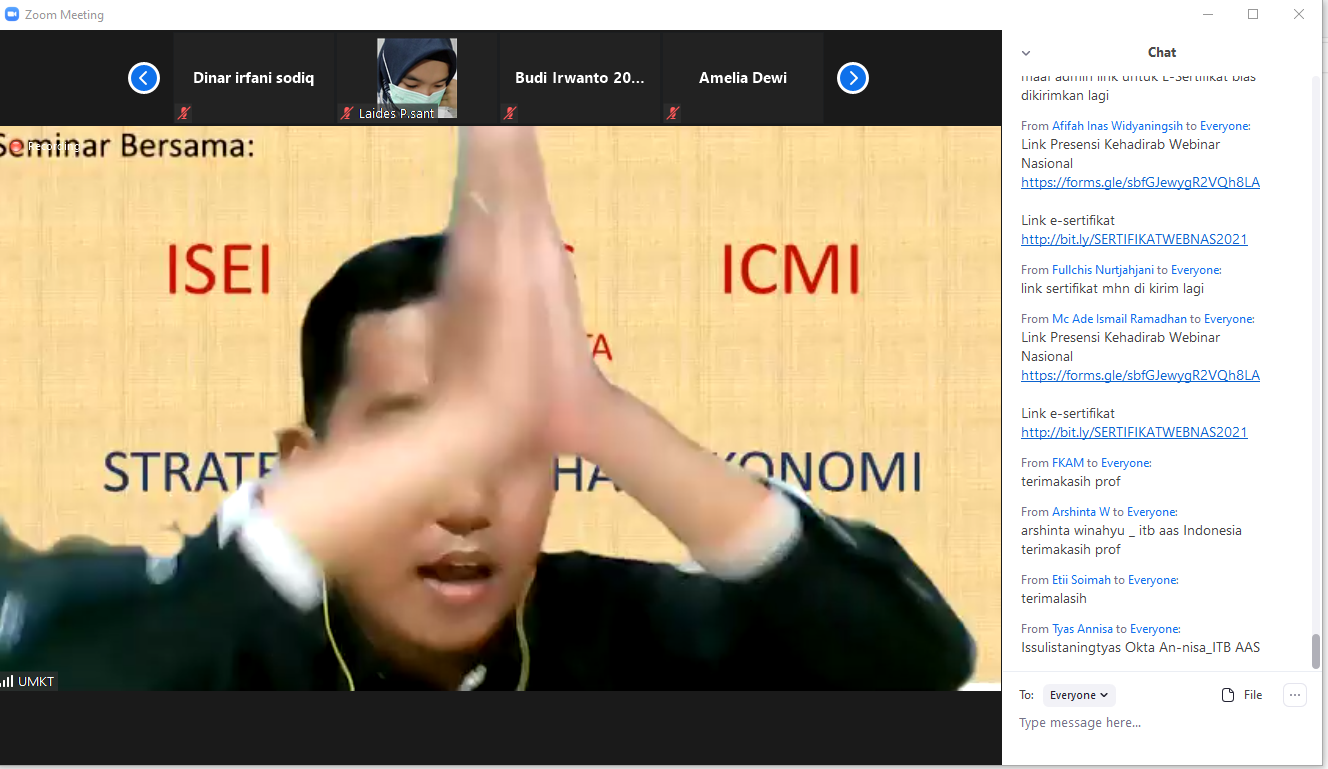 Zoom Meeting
Dinar irfani sodiq
Laides P.sant
Budi Irwanto 20...
Amelia Dewi
Seminar Bersama:
Recording
ISEI
ICMI
STRATE
KONOMI
UMKT
Chat
maaf admin link untuk E-Sertifikat bias
dikirimkan lagi
From Afifah Inas Widyaningsih to Everyone:
Link Presensi Kehadirab Webinar
Nasional
https://forms.gle/sbfGJewygR2VQh8LA
Link e-sertifikat
http://bit.ly/SERTIFIKATWEBNAS2021
From Fullchis Nurtjahjani to Everyone:
link sertifikat mhn di kirim lagi
From Mc Ade Ismail Ramadhan to Everyone:
Link Presensi Kehadirab Webinar
Nasional
https://forms.gle/sbfGJewygR2VQh8LA
Link e-sertifikat
http://bit.ly/SERTIFIKATWEBNAS2021
From FKAM to Everyone:
terimakasih prof
From Arshinta W to Everyone:
arshinta winahyu _ itb aas Indonesia
terimakasih prof
From Etii Soimah to Everyone:
terimalasih
From Tyas Annisa to Everyone:
Issulistaningtyas Okta An-nisa_ITB AAS
To: Everyone
File
Type message here...